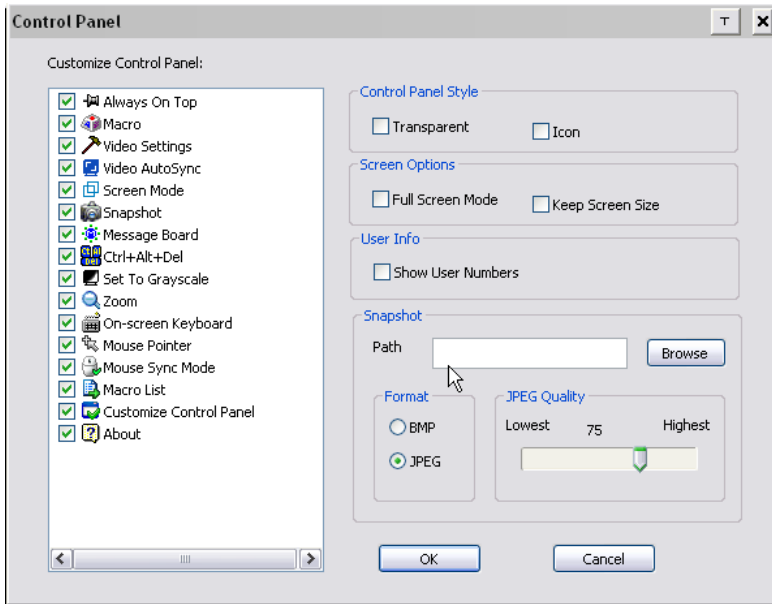 Control Panel
T
Customize Control Panel:
Always On Top
Macro
Video Settings
Video AutoSync
Screen Mode
Snapshot
Message Board
Ctrl+Alt+Del
Set To Grayscale
Zoom
On-screen Keyboard
Mouse Pointer
Mouse Sync Mode
Macro List
Customize Control Panel
About
Control Panel Style
Transparent
Icon
Screen Options
Full Screen Mode
Keep Screen Size
User Info
Show User Numbers
Snapshot
Path
Browse
Format
BMP
JPEG
JPEG Quality
Lowest 75 Highest
OK
Cancel